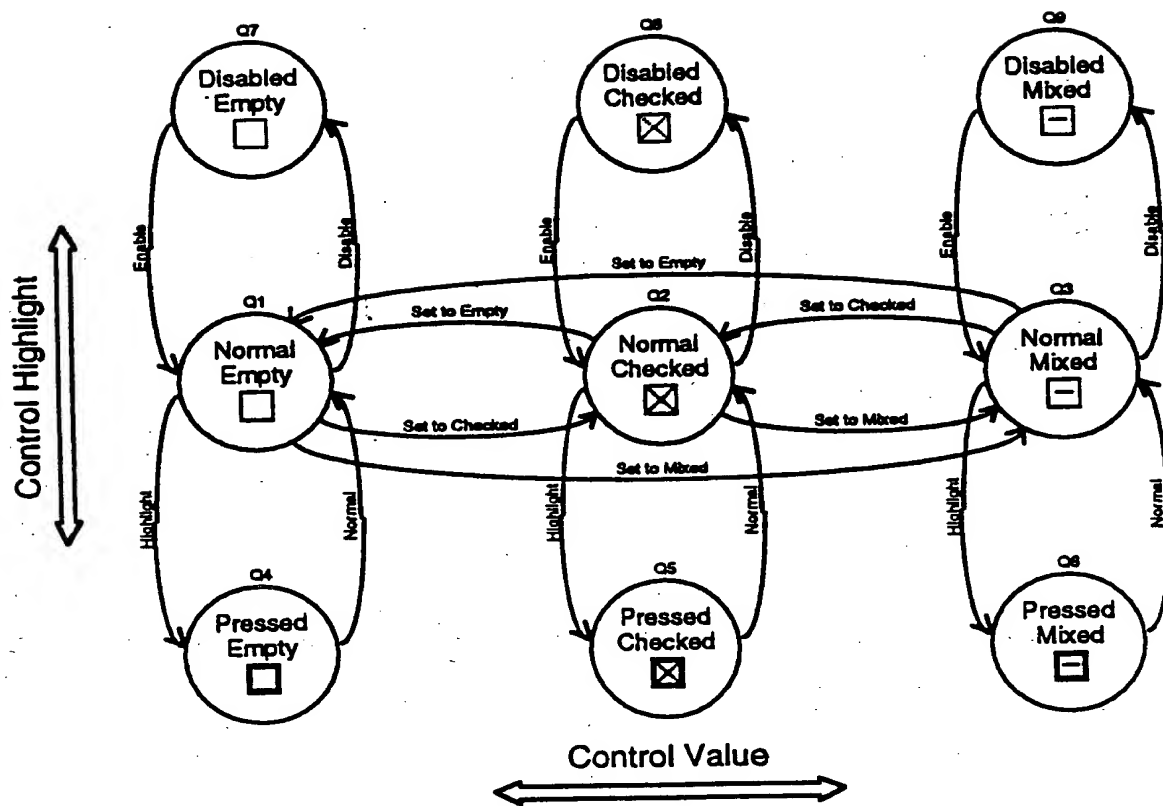 Q7
Disabled
Empty
Q8
Disabled
Checked
Q9
Disabled
Mixed
Enable
Disable
Enable
Disable
Enable
Disable
Control Highlight
Set to Empty
Q1
Normal
Empty
Set to Empty
Q2
Normal
Checked
Set to Checked
Q3
Normal
Mixed
Set to Checked
Set to Mixed
Set to Mixed
Highlight
Normal
Highlight
Normal
Highlight
Normal
Q4
Pressed
Empty
Q5
Pressed
Checked
Q6
Pressed
Mixed
Control Value